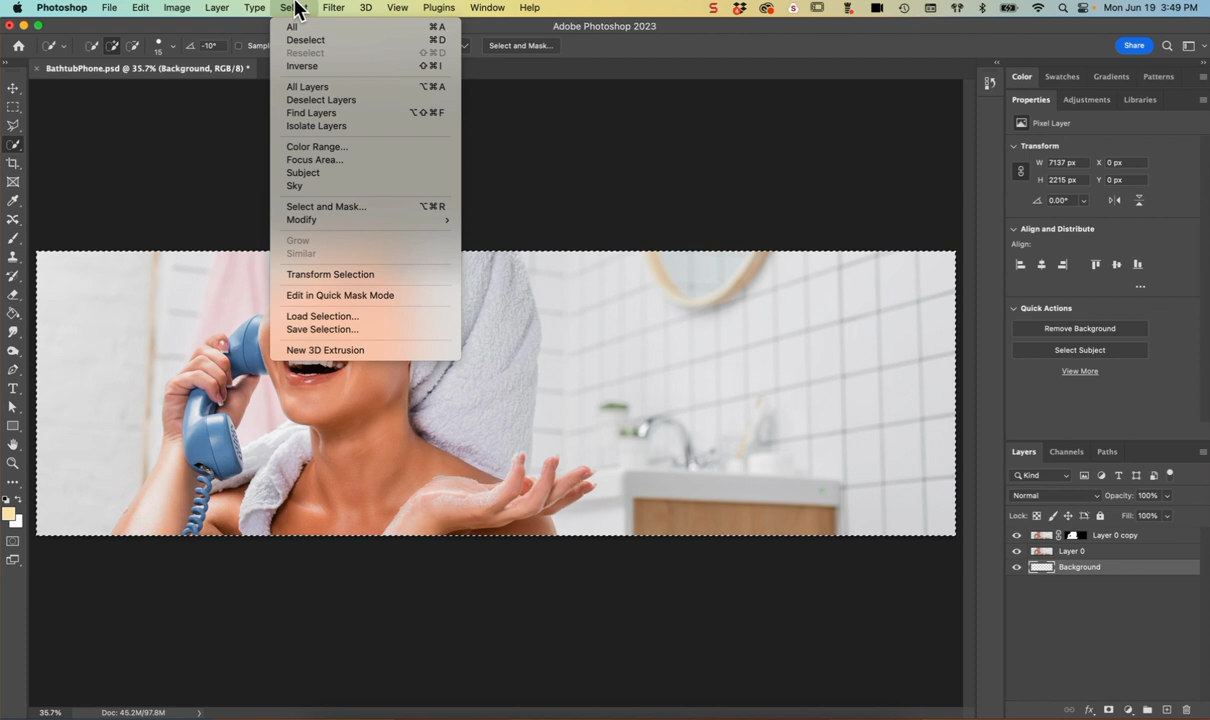 Photoshop File Edit Image Layer Type Filter 3D View Plugins Window Help Mon Jun 19 3:49 PM
Adobe Photoshop 2023
15 -10° Select and Mask... Share
BathtubPhone.psd @ 35.7% (Background, RGB/8) *
All ⌘A
Deselect ⌘D
Reselect ⇧⌘D
Inverse ⇧⌘I
All Layers ⌥⌘A
Deselect Layers
Find Layers ⌥⇧⌘F
Isolate Layers
Color Range...
Focus Area...
Subject
Sky
Select and Mask... ⌥⌘R
Modify
Grow
Similar
Transform Selection
Edit in Quick Mask Mode
Load Selection...
Save Selection...
New 3D Extrusion
Color Swatches Gradients Patterns
Properties Adjustments Libraries
Pixel Layer
Transform
W 7137 px X 0 px
H 2215 px Y 0 px
0.00°
Align and Distribute
Align:
Quick Actions
Remove Background
Select Subject
View More
Layers Channels Paths
Kind
Normal Opacity: 100%
Lock: Fill: 100%
Layer 0 copy
Layer 0
Background
35.7% Doc: 45.2M/97.8M